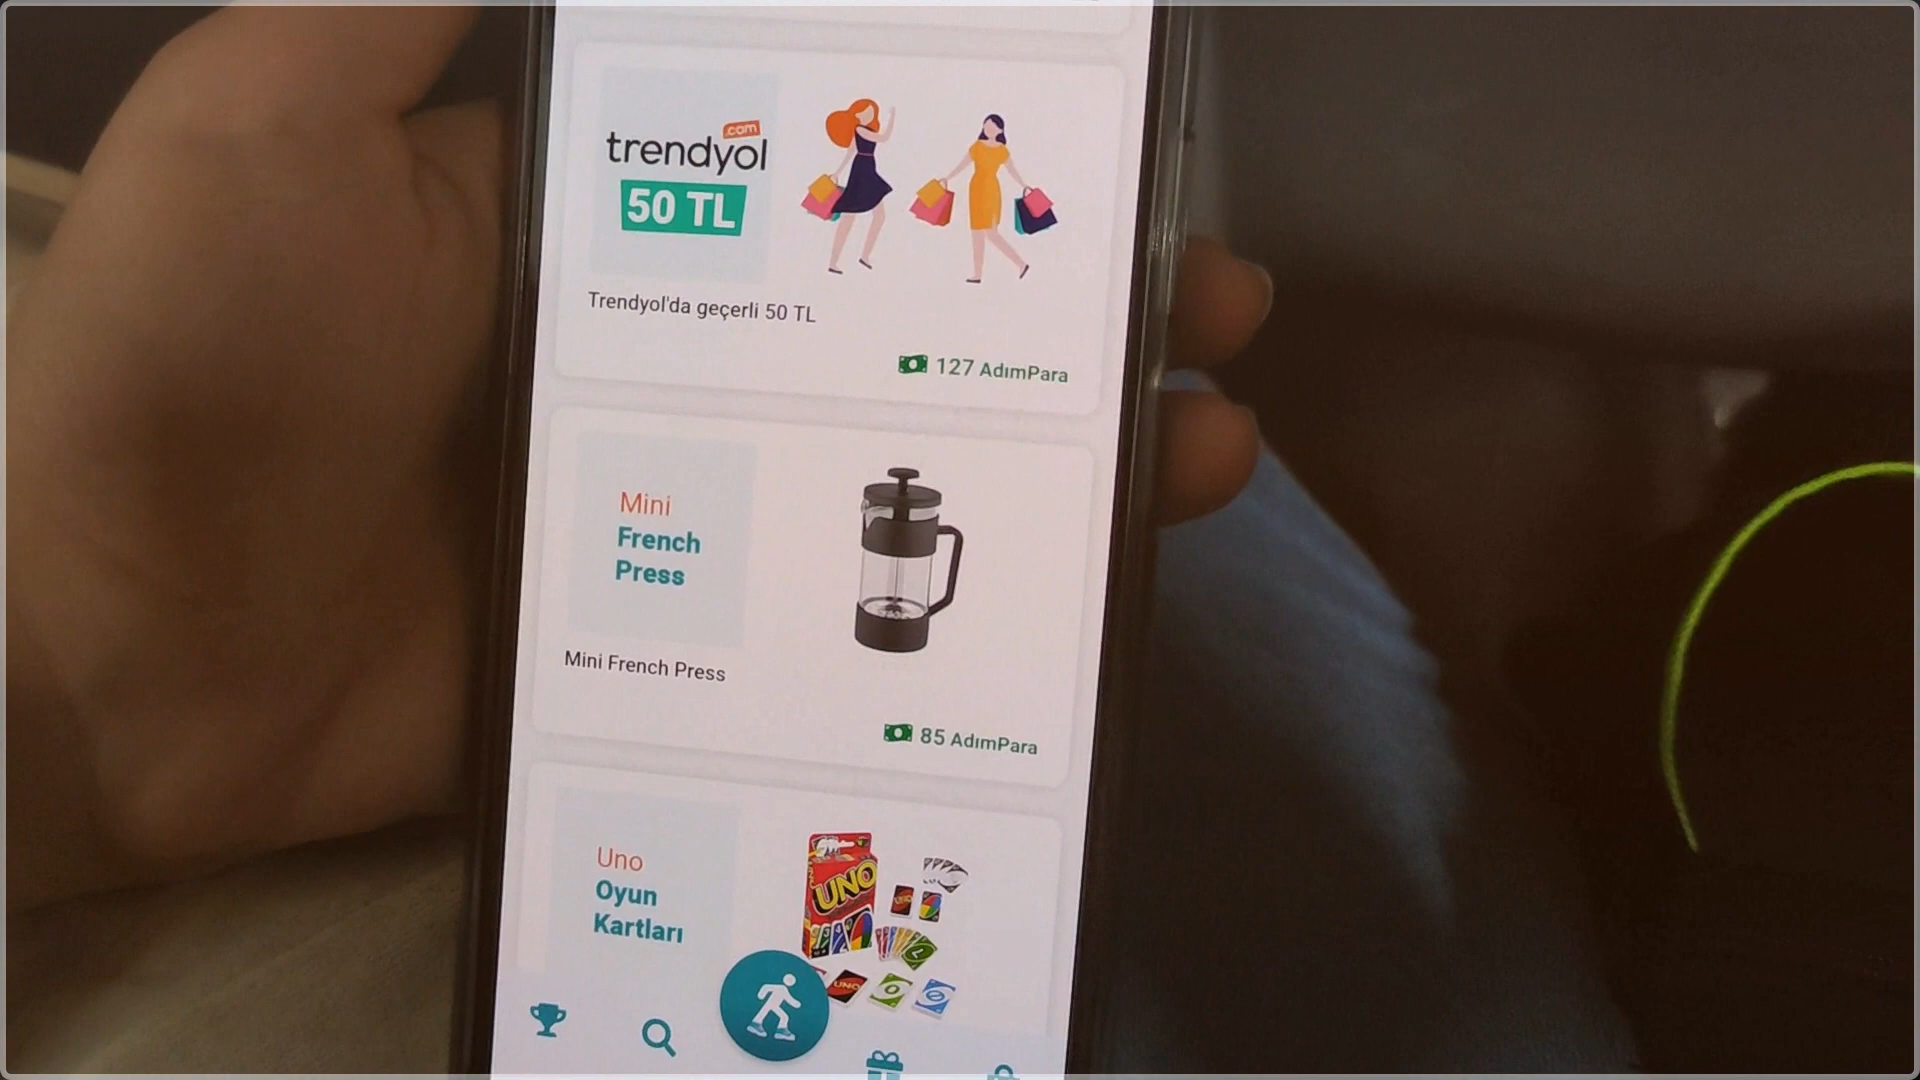 trendyol
.com
50 TL
Trendyol'da geçerli 50 TL
127 AdımPara
Mini
French
Press
Mini French Press
85 AdımPara
Uno
Oyun
Kartları
UNO
UNO